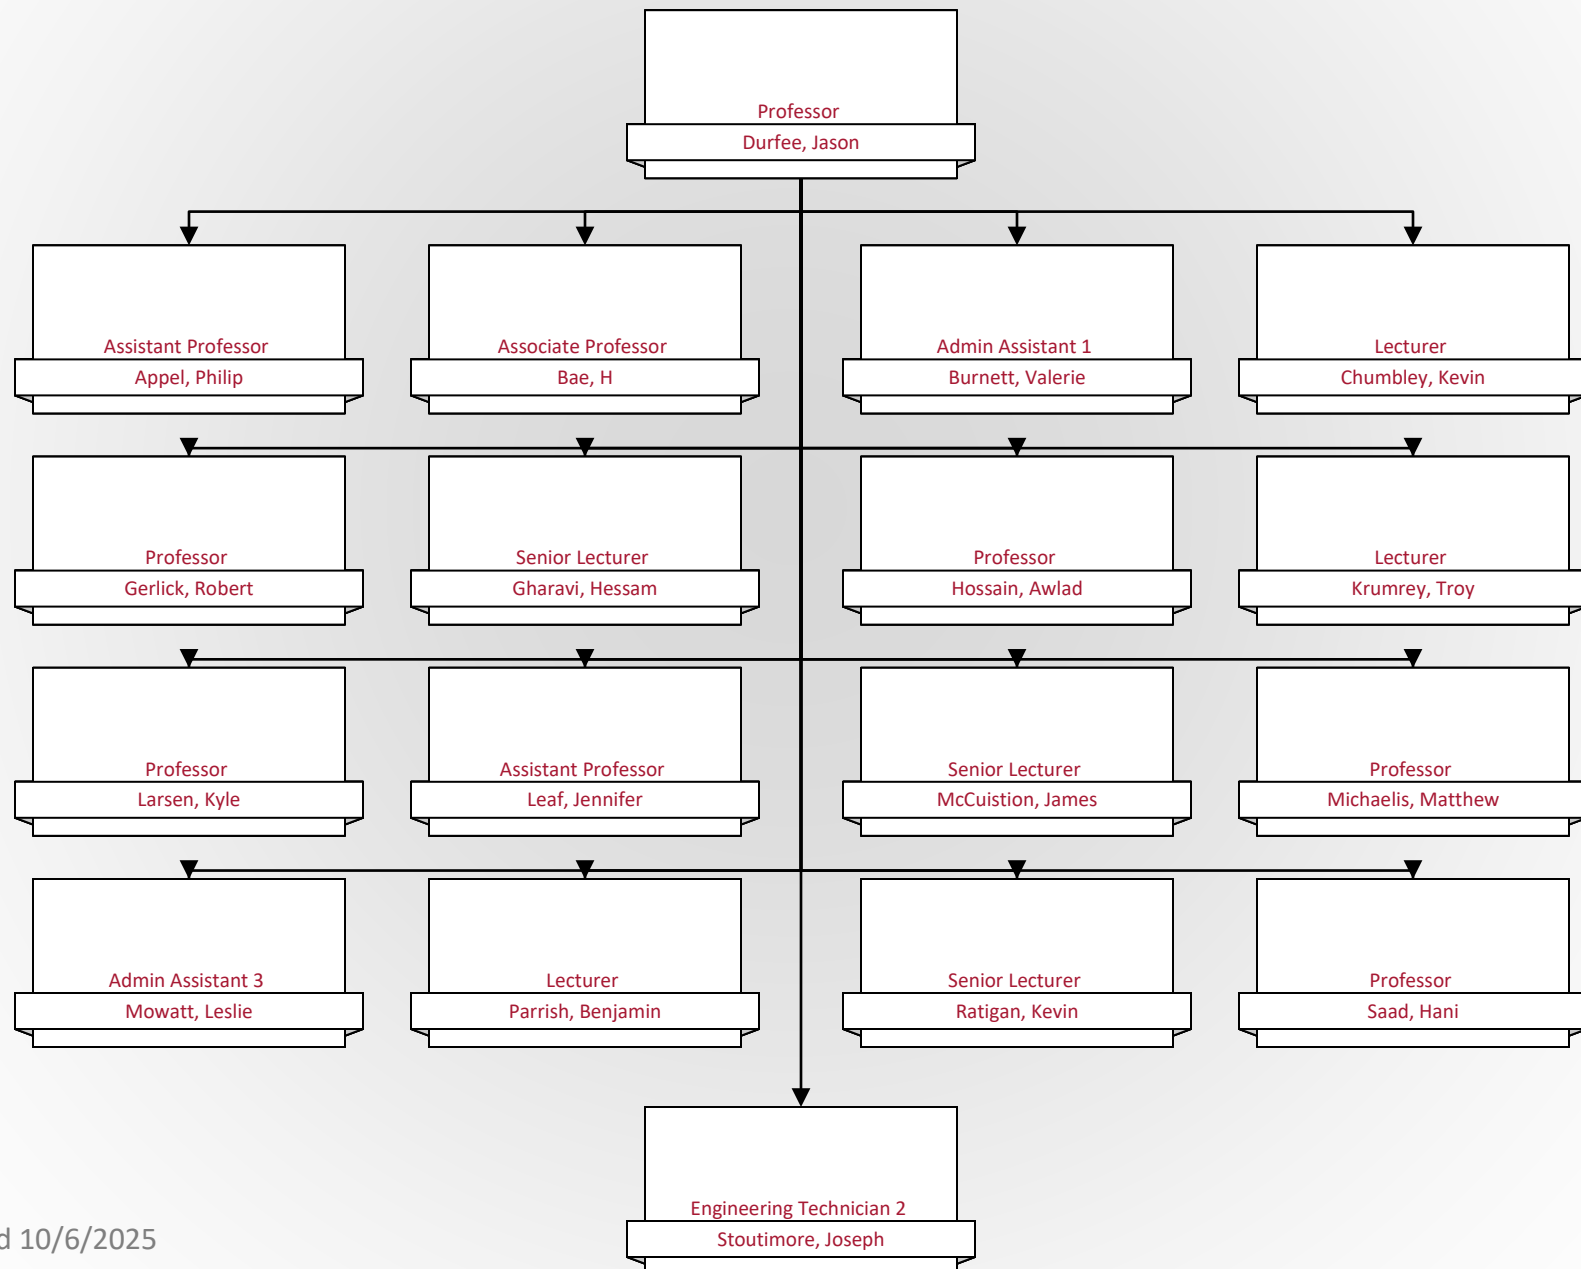 Professor
Durfee, Jason
Assistant Professor
Appel, Philip
Associate Professor
Bae, H
Admin Assistant 1
Burnett, Valerie
Lecturer
Chumbley, Kevin
Professor
Gerlick, Robert
Senior Lecturer
Gharavi, Hessam
Professor
Hossain, Awlad
Lecturer
Krumrey, Troy
Professor
Larsen, Kyle
Assistant Professor
Leaf, Jennifer
Senior Lecturer
McCuistion, James
Professor
Michaelis, Matthew
Admin Assistant 3
Mowatt, Leslie
Lecturer
Parrish, Benjamin
Senior Lecturer
Ratigan, Kevin
Professor
Saad, Hani
Engineering Technician 2
Stoutimore, Joseph
d 10/6/2025